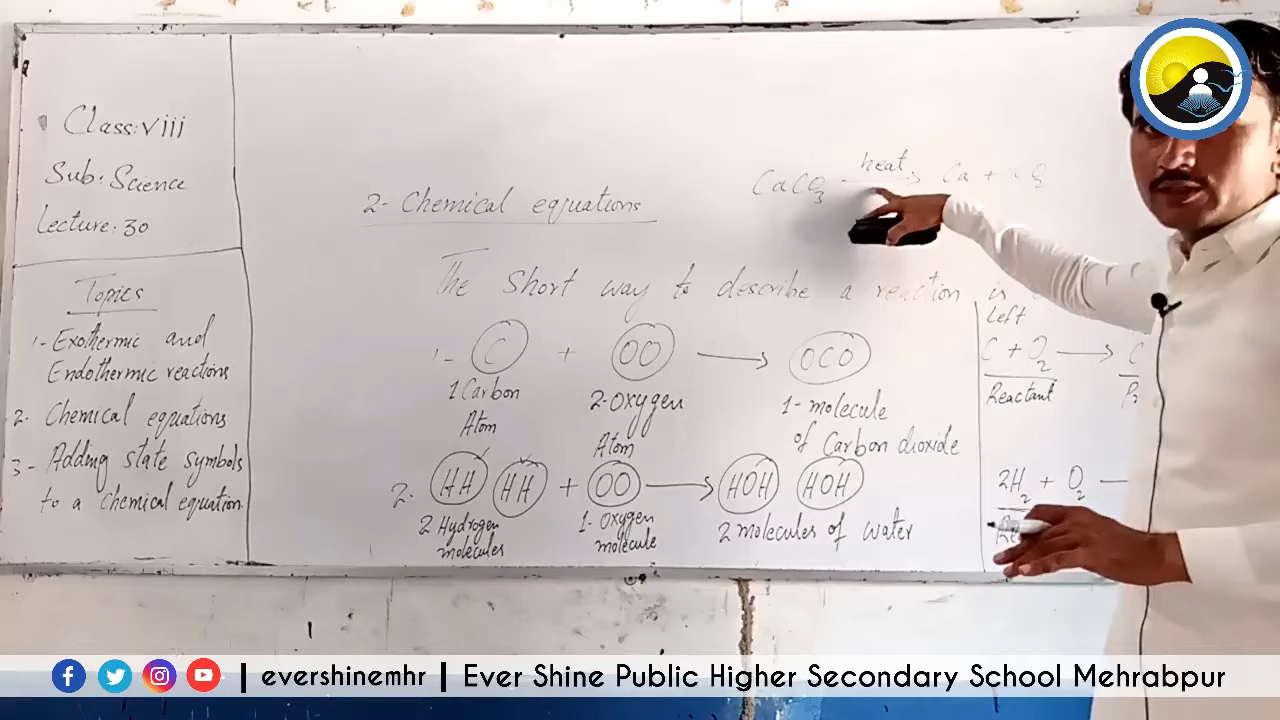 Class: viii
Sub: Science
Lecture: 30
Topics
1- Exothermic and
Endothermic reactions
2- Chemical equations
3- Adding state symbols
to a chemical equation
CaCO3 heat → Ca +
2- Chemical equations
The short way to describe a reaction is
1- C + OO → OCO
1 Carbon
Atom
2-Oxygen
Atom
1-molecule
of Carbon dioxide
2. HH HH + OO → HOH HOH
2 Hydrogen
molecules
1-Oxygen
molecule
2 molecules of water
Left
C + O2 → C
Reactant
2H2 + O2 —
| evershinemhr | Ever Shine Public Higher Secondary School Mehrabpur